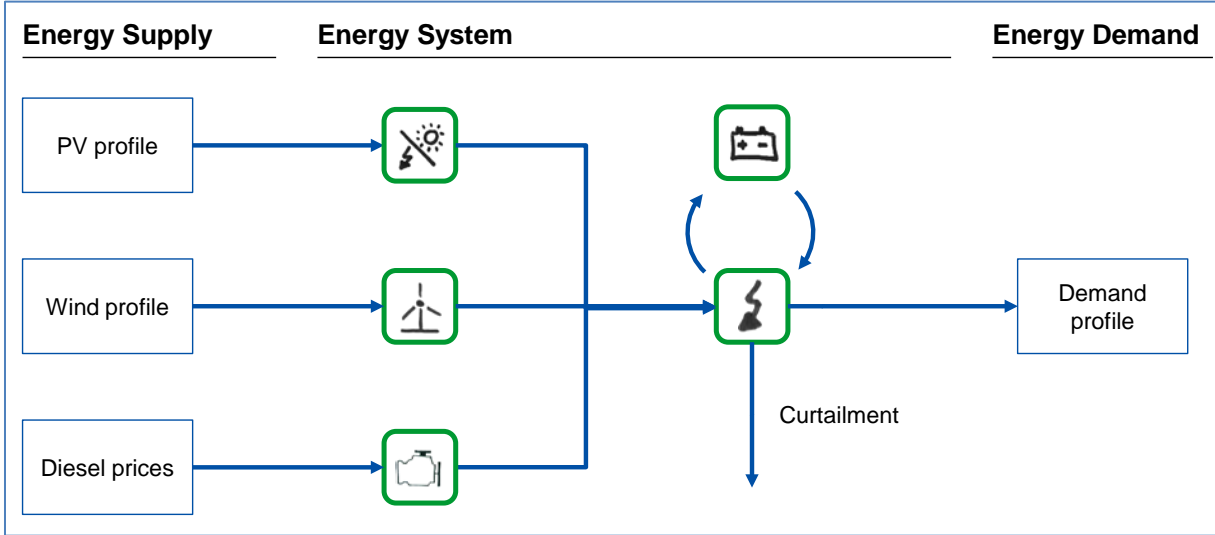 Energy Supply
Energy System
Energy Demand
PV profile
Wind profile
Demand
profile
Curtailment
Diesel prices